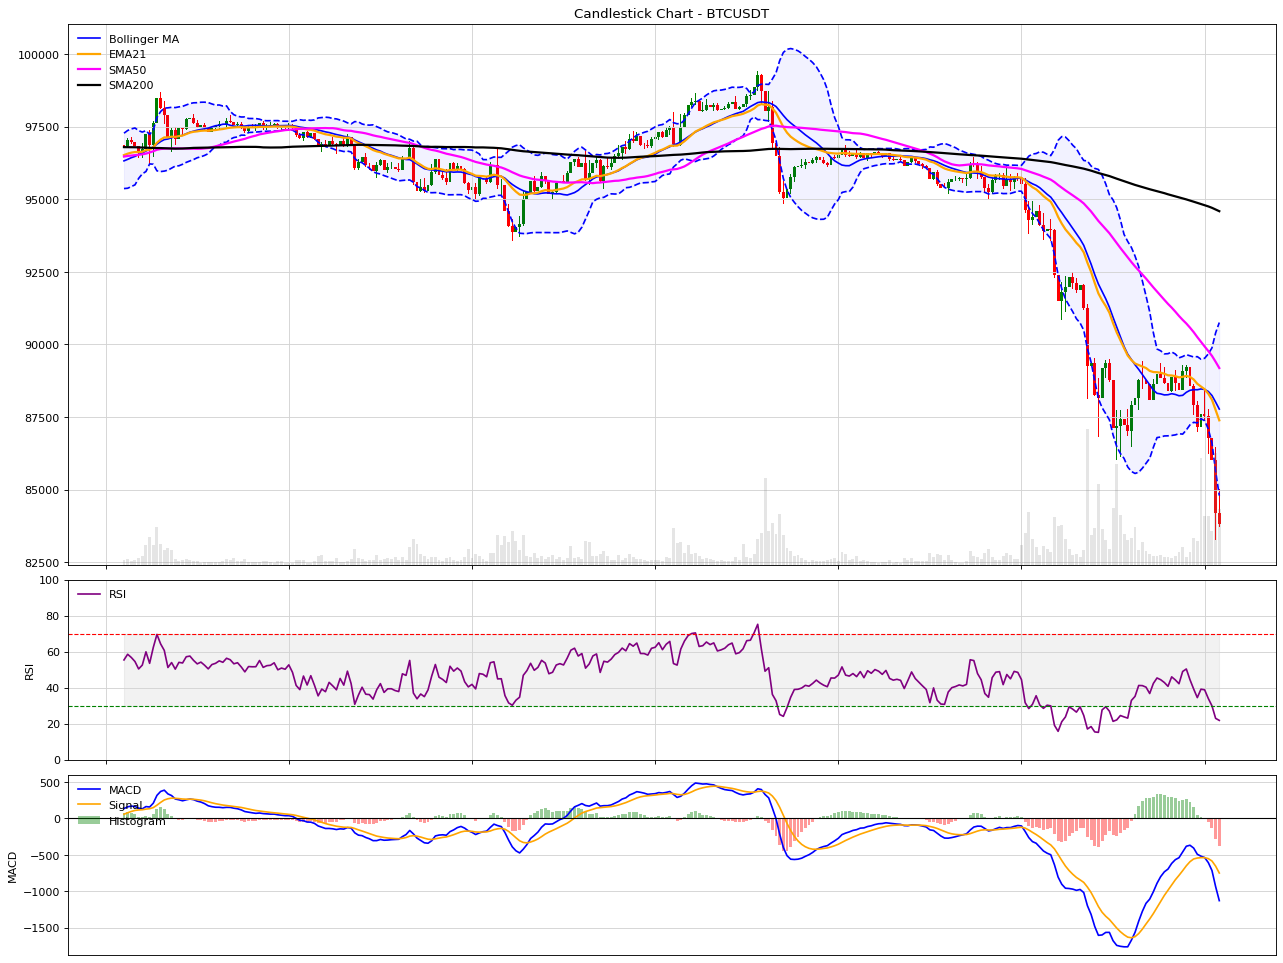 Candlestick Chart - BTCUSDT
Bollinger MA
EMA21
SMA50
SMA200
100000
97500
95000
92500
90000
87500
85000
82500
RSI
RSI
100
80
60
40
20
0
MACD
Signal
Histogram
MACD
500
0
−500
−1000
−1500